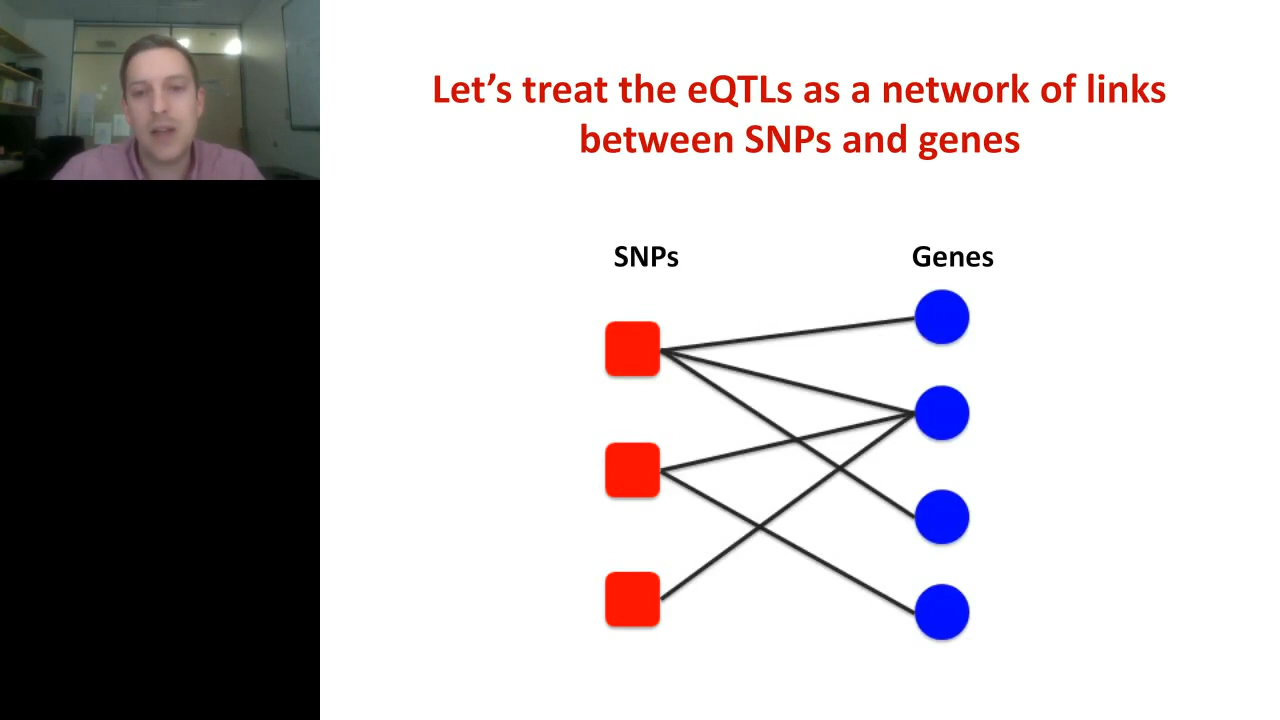 Let’s treat the eQTLs as a network of links
between SNPs and genes
SNPs
Genes